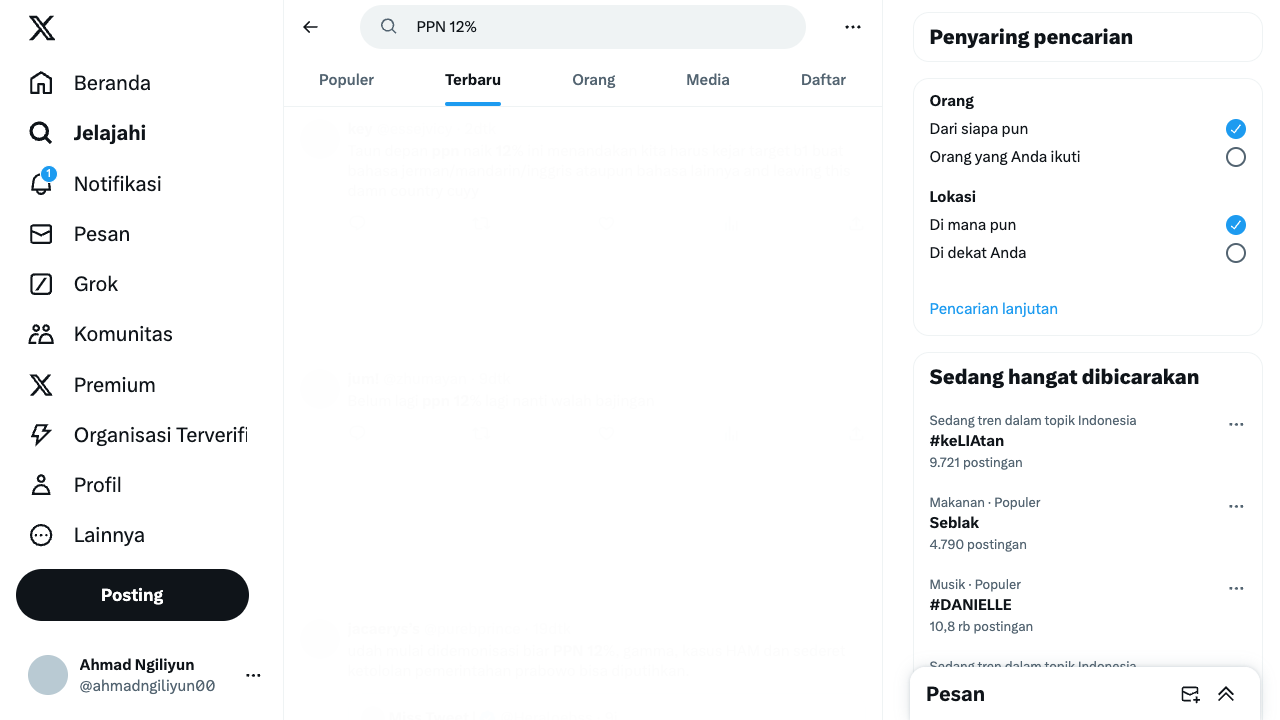 Beranda
Jelajahi
1
Notifikasi
Pesan
Grok
Komunitas
Premium
Organisasi Terverifi
Profil
Lainnya
Posting
Ahmad Ngiliyun
@ahmadngiliyun00
PPN 12%
Populer
Terbaru
Orang
Media
Daftar
Penyaring pencarian
Orang
Dari siapa pun
Orang yang Anda ikuti
Lokasi
Di mana pun
Di dekat Anda
Pencarian lanjutan
Sedang hangat dibicarakan
Sedang tren dalam topik Indonesia
#keLIAtan
9.721 postingan
Makanan · Populer
Seblak
4.790 postingan
Musik · Populer
#DANIELLE
10,8 rb postingan
Sedang tren dalam topik Indonesia
Pesan